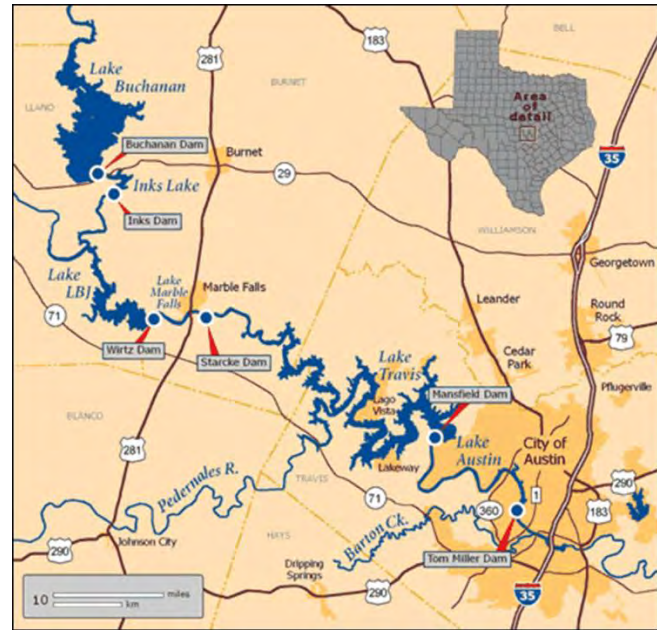 183
BELL
281
Lake
Buchanan
BURNET
LLANO
Area
of
detail
Buchanan Dam
Burnet
35
Inks Lake
29
Inks Dam
WILLIAMSON
Georgetown
Lake
LBJ
Lake
Marble
Falls
Marble Falls
Leander
Round
Rock
71
79
Wirtz Dam
Starcke Dam
Cedar
Park
Lake
Travis
Pflugerville
Mansfield Dam
Lago
Vista
BLANCO
Lake
Austin
City of
Austin
281
Lakeway
Pedernales R.
TRAVIS
290
71
1
360
183
HAYS
Barton Ck.
Johnson City
290
Tom Miller Dam
Dripping
Springs
290
35
10
miles
km